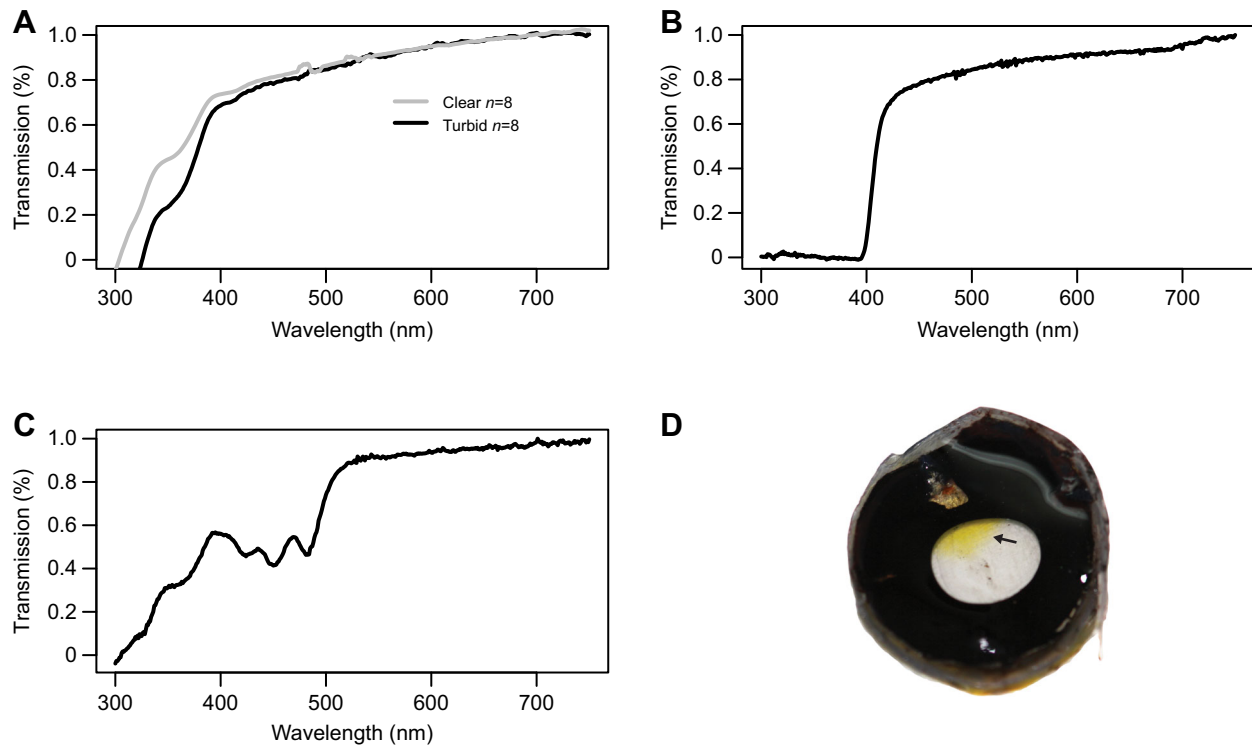 A
Transmission (%)
1.0
0.8
0.6
0.4
0.2
0
Clear n=8
Turbid n=8
300 400 500 600 700
Wavelength (nm)
B
Transmission (%)
1.0
0.8
0.6
0.4
0.2
0
300 400 500 600 700
Wavelength (nm)
C
Transmission (%)
1.0
0.8
0.6
0.4
0.2
0
300 400 500 600 700
Wavelength (nm)
D